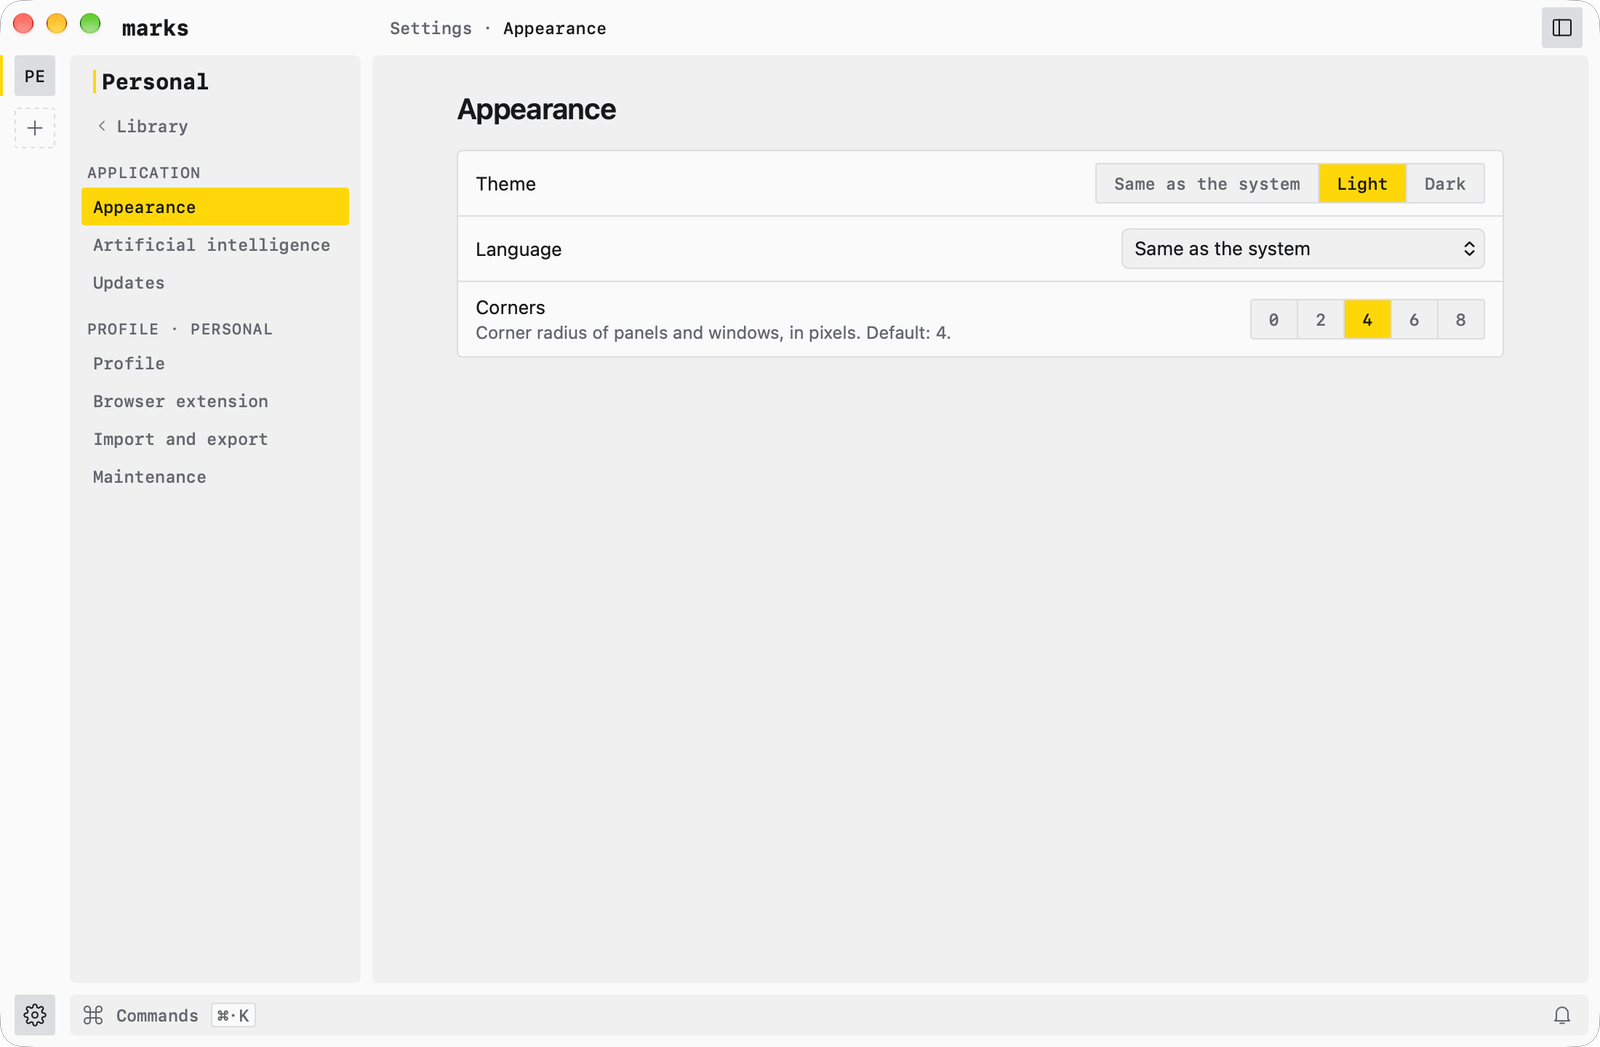 marks
Settings · Appearance
PE
Personal
Library
APPLICATION
Appearance
Artificial intelligence
Updates
PROFILE · PERSONAL
Profile
Browser extension
Import and export
Maintenance
Appearance
Theme
Same as the system
Light
Dark
Language
Same as the system
Corners
Corner radius of panels and windows, in pixels. Default: 4.
0
2
4
6
8
Commands
⌘·K